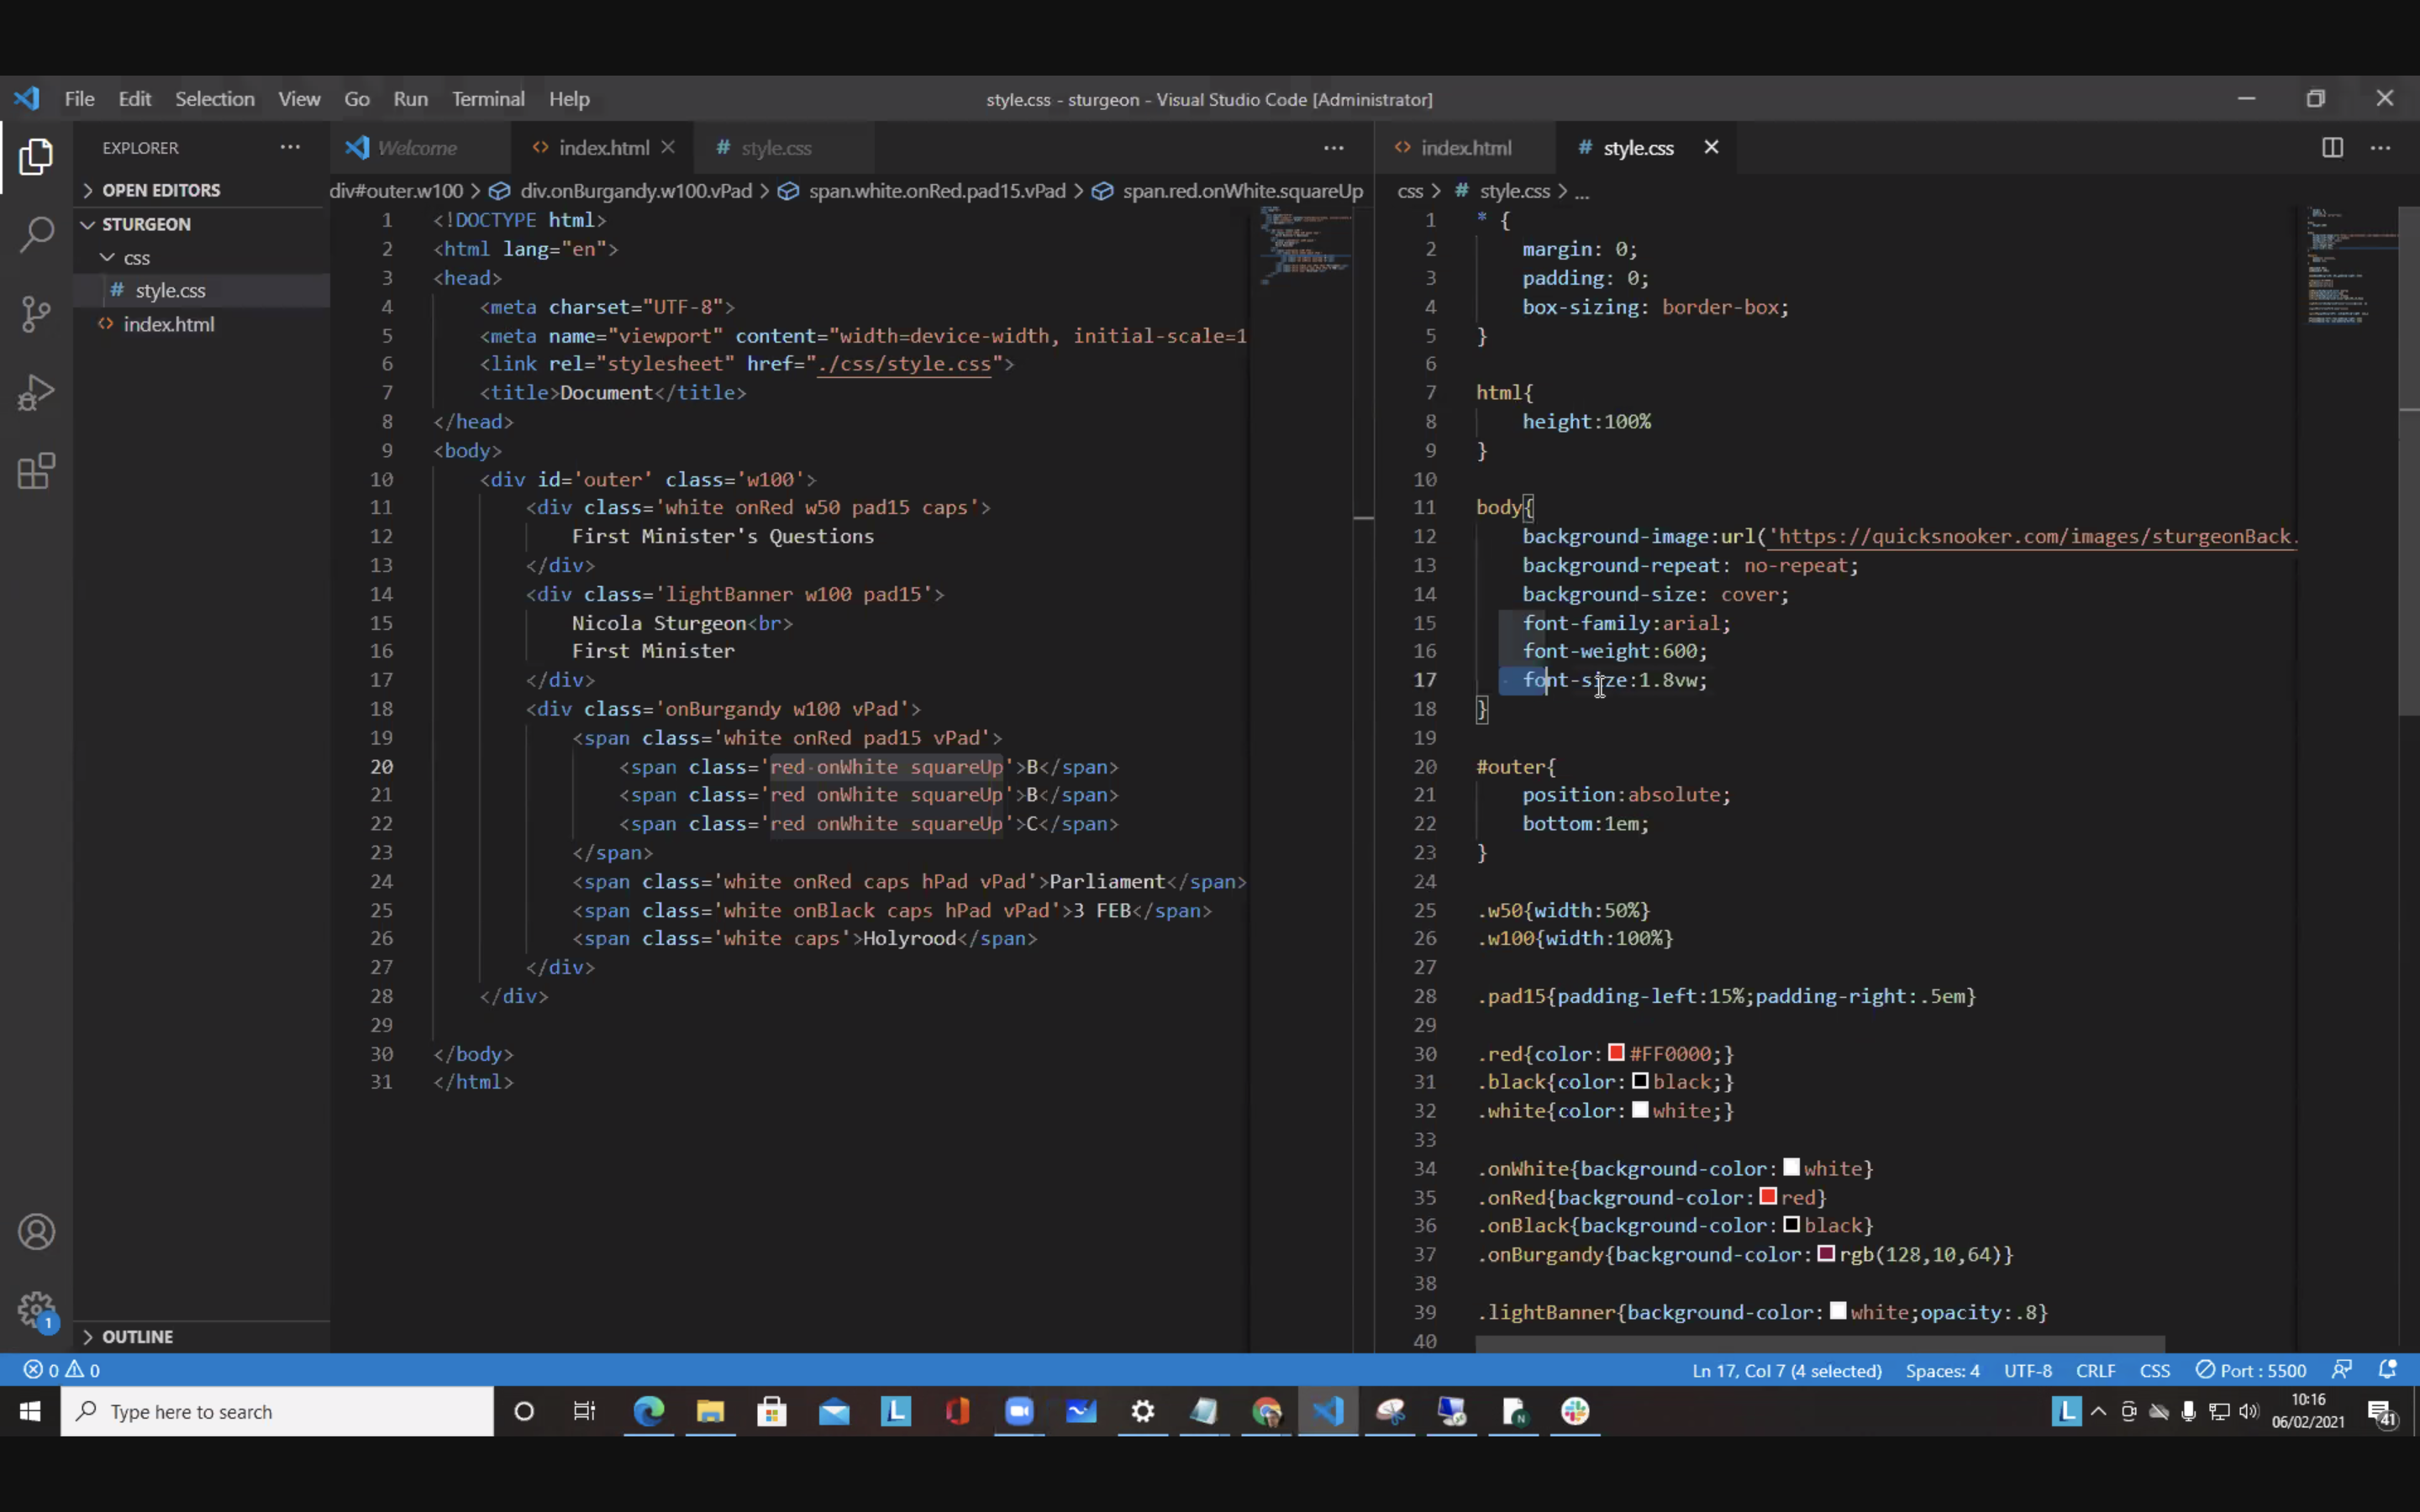 File Edit Selection View Go Run Terminal Help
style.css - sturgeon - Visual Studio Code [Administrator]
EXPLORER
OPEN EDITORS
STURGEON
css
# style.css
<> index.html
OUTLINE
Welcome
<> index.html
# style.css
div#outer.w100 > div.onBurgandy.w100.vPad > span.white.onRed.pad15.vPad > span.red.onWhite.squareUp
1 <!DOCTYPE html>
2 <html lang="en">
3 <head>
4 <meta charset="UTF-8">
5 <meta name="viewport" content="width=device-width, initial-scale=1
6 <link rel="stylesheet" href="./css/style.css">
7 <title>Document</title>
8 </head>
9 <body>
10 <div id='outer' class='w100'>
11 <div class='white onRed w50 pad15 caps'>
12 First Minister's Questions
13 </div>
14 <div class='lightBanner w100 pad15'>
15 Nicola Sturgeon<br>
16 First Minister
17 </div>
18 <div class='onBurgandy w100 vPad'>
19 <span class='white onRed pad15 vPad'>
20 <span class='red onWhite squareUp'>B</span>
21 <span class='red onWhite squareUp'>B</span>
22 <span class='red onWhite squareUp'>C</span>
23 </span>
24 <span class='white onRed caps hPad vPad'>Parliament</span>
25 <span class='white onBlack caps hPad vPad'>3 FEB</span>
26 <span class='white caps'>Holyrood</span>
27 </div>
28 </div>
29
30 </body>
31 </html>
<> index.html
# style.css
css > # style.css > ...
1 * {
2 margin: 0;
3 padding: 0;
4 box-sizing: border-box;
5 }
6
7 html{
8 height:100%
9 }
10
11 body{
12 background-image:url('https://quicksnooker.com/images/sturgeonBack.
13 background-repeat: no-repeat;
14 background-size: cover;
15 font-family:arial;
16 font-weight:600;
17 font-size:1.8vw;
18 }
19
20 #outer{
21 position:absolute;
22 bottom:1em;
23 }
24
25 .w50{width:50%}
26 .w100{width:100%}
27
28 .pad15{padding-left:15%;padding-right:.5em}
29
30 .red{color:#FF0000;}
31 .black{color:black;}
32 .white{color:white;}
33
34 .onWhite{background-color:white}
35 .onRed{background-color:red}
36 .onBlack{background-color:black}
37 .onBurgandy{background-color:rgb(128,10,64)}
38
39 .lightBanner{background-color:white;opacity:.8}
40
1
0 0
Ln 17, Col 7 (4 selected) Spaces: 4 UTF-8 CRLF CSS Port : 5500
Type here to search
L
N
L
10:16
06/02/2021
41